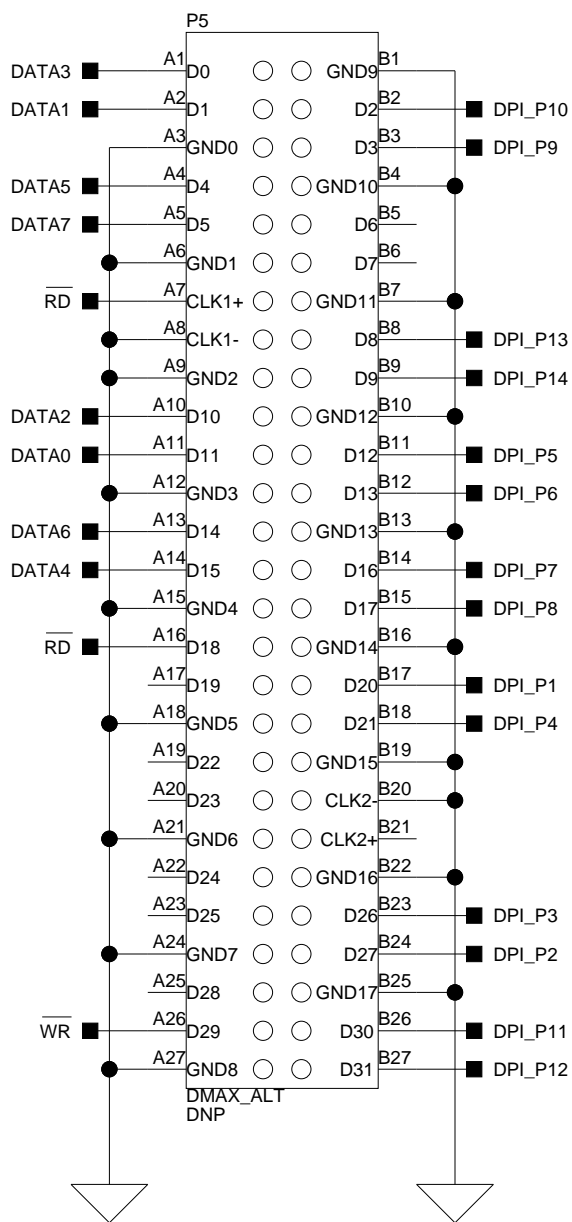 P5
A1 B1
DATA3 D0 GND9
A2 B2
DATA1 D1 D2 DPI_P10
A3 B3
GND0 D3 DPI_P9
A4 B4
DATA5 D4 GND10
A5 B5
DATA7 D5 D6
A6 B6
GND1 D7
A7 B7
RD CLK1+ GND11
A8 B8
CLK1- D8 DPI_P13
A9 B9
GND2 D9 DPI_P14
A10 B10
DATA2 D10 GND12
A11 B11
DATA0 D11 D12 DPI_P5
A12 B12
GND3 D13 DPI_P6
A13 B13
DATA6 D14 GND13
A14 B14
DATA4 D15 D16 DPI_P7
A15 B15
GND4 D17 DPI_P8
A16 B16
RD D18 GND14
A17 B17
D19 D20 DPI_P1
A18 B18
GND5 D21 DPI_P4
A19 B19
D22 GND15
A20 B20
D23 CLK2-
A21 B21
GND6 CLK2+
A22 B22
D24 GND16
A23 B23
D25 D26 DPI_P3
A24 B24
GND7 D27 DPI_P2
A25 B25
D28 GND17
A26 B26
WR D29 D30 DPI_P11
A27 B27
GND8 D31 DPI_P12
DMAX_ALT
DNP